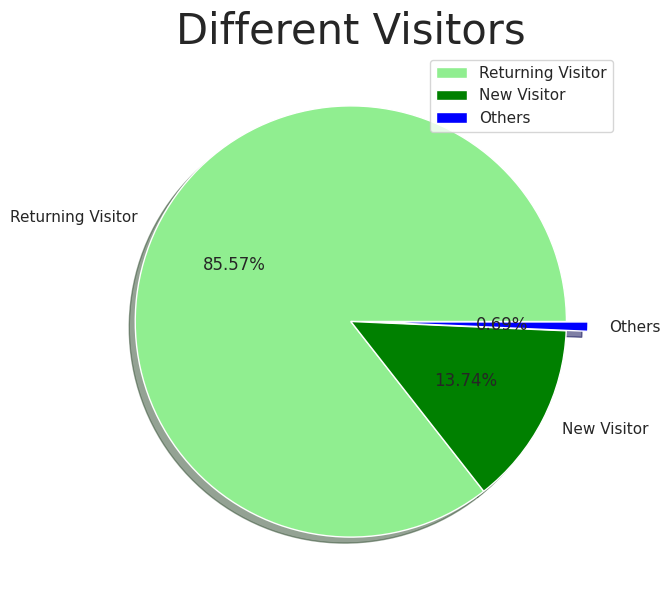 Different Visitors
Returning Visitor
New Visitor
Others
Returning Visitor
85.57%
0.69%
Others
13.74%
New Visitor